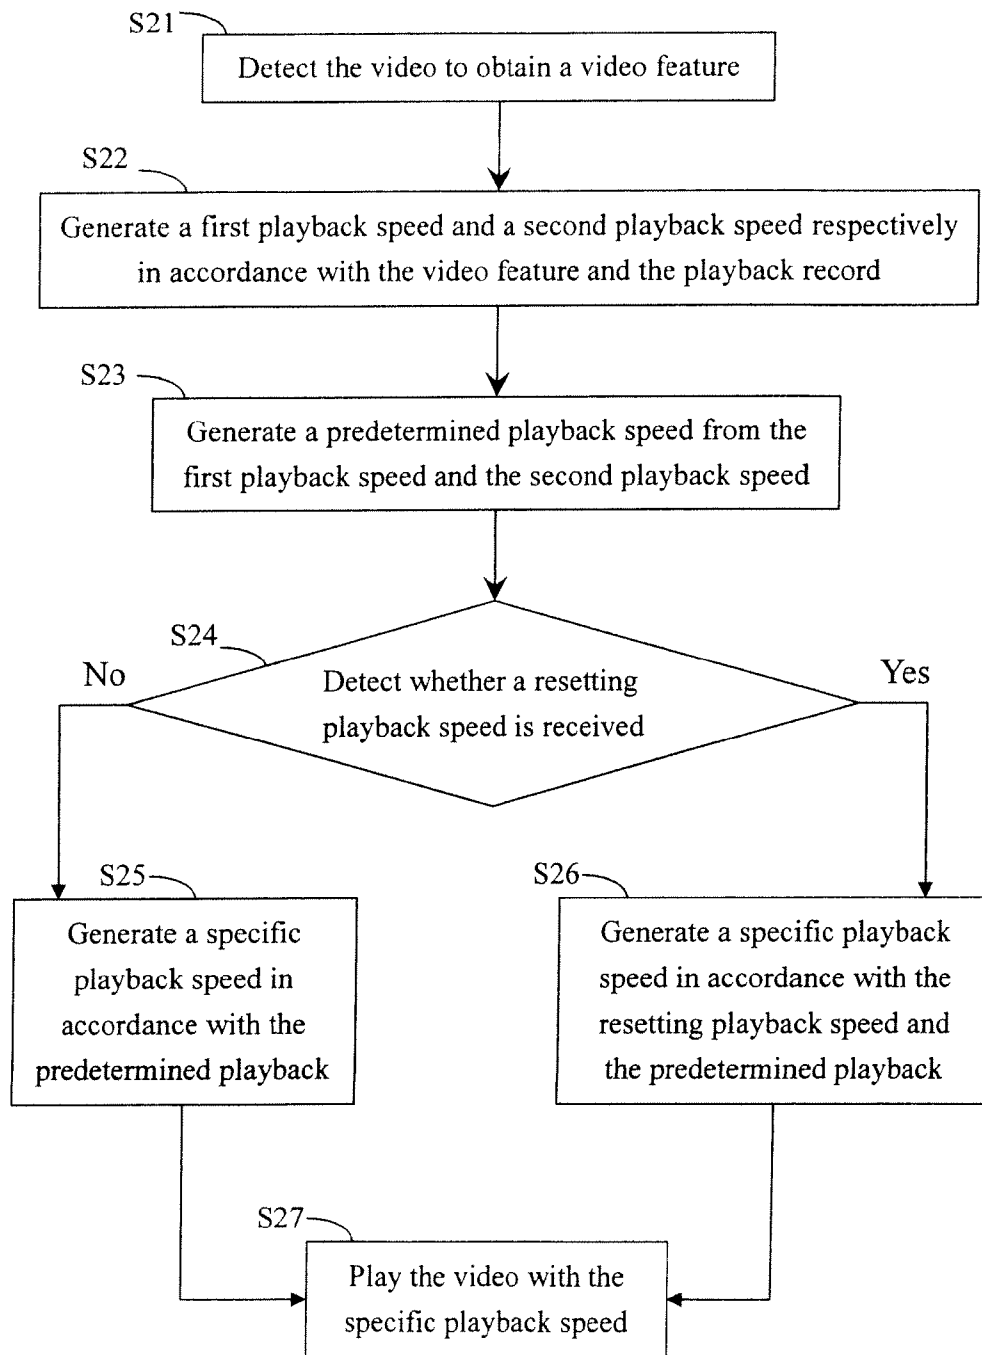 S21
Detect the video to obtain a video feature
S22
Generate a first playback speed and a second playback speed respectively
in accordance with the video feature and the playback record
S23
Generate a predetermined playback speed from the
first playback speed and the second playback speed
S24
No
Yes
Detect whether a resetting
playback speed is received
S25
Generate a specific
playback speed in
accordance with the
predetermined playback
S26
Generate a specific playback
speed in accordance with the
resetting playback speed and
the predetermined playback
S27
Play the video with the
specific playback speed